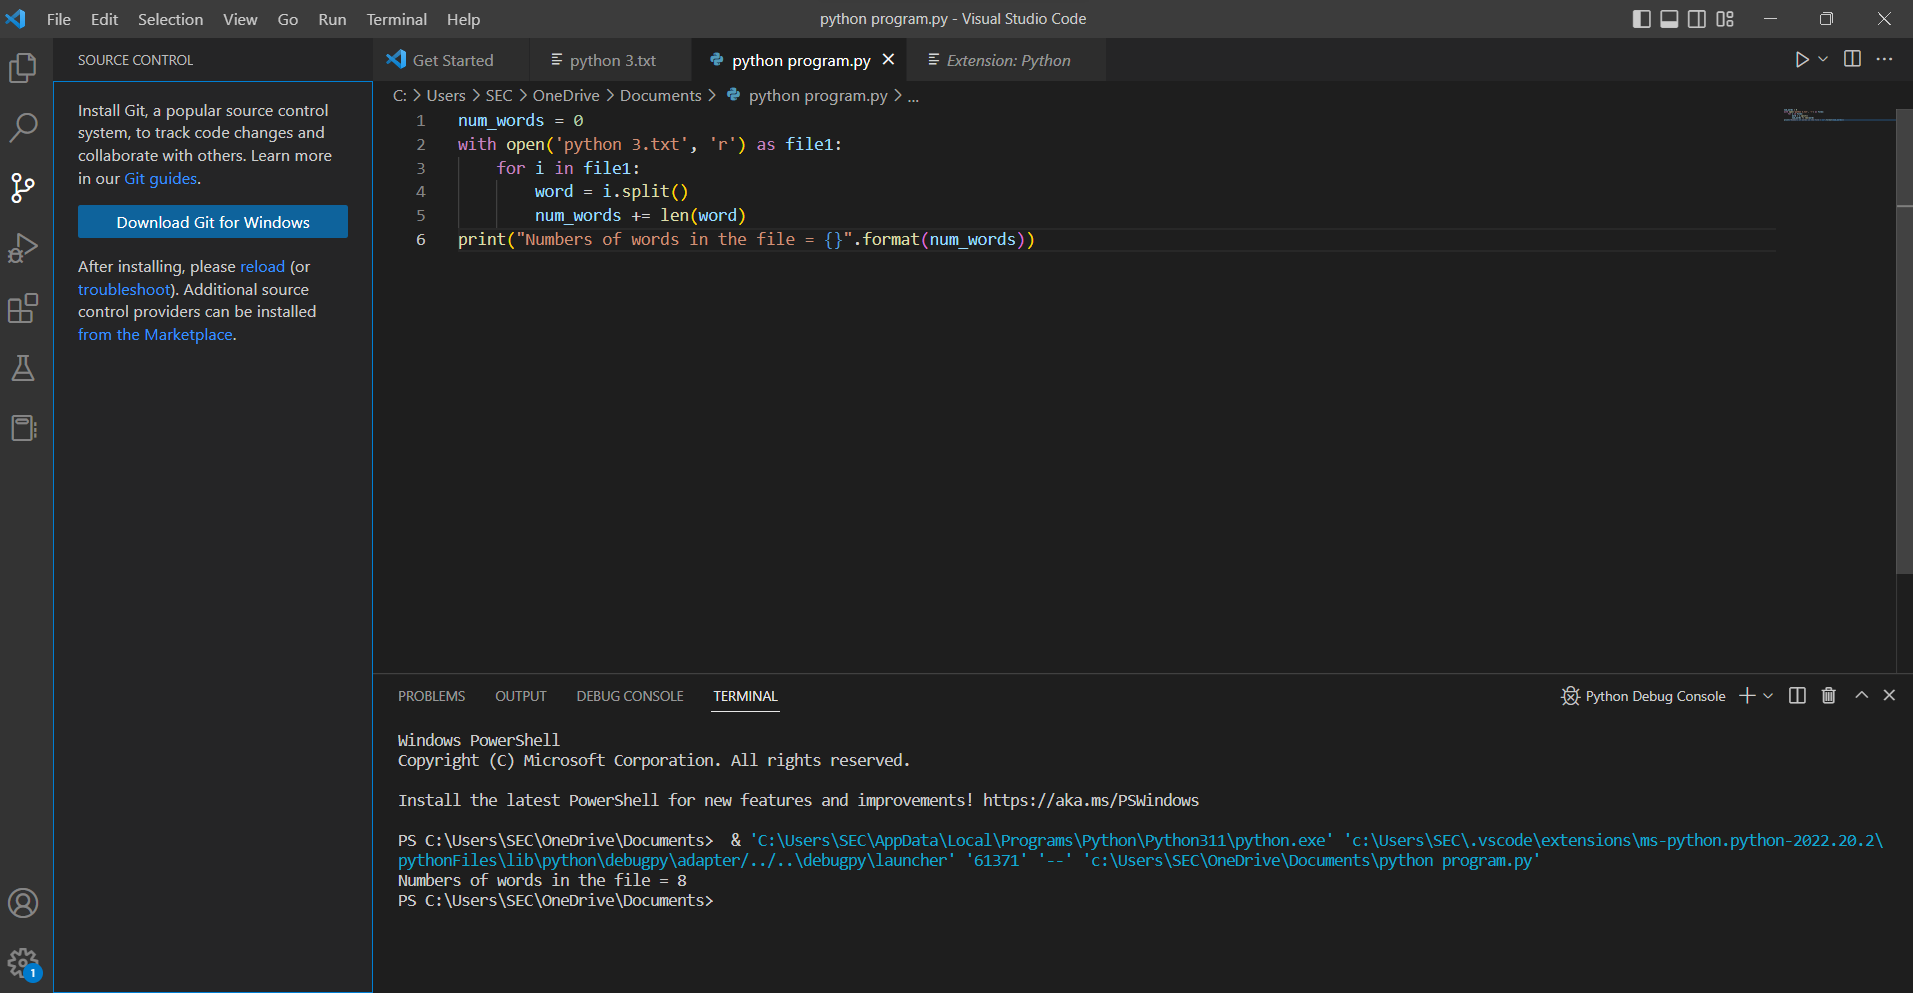 File Edit Selection View Go Run Terminal Help
python program.py - Visual Studio Code
SOURCE CONTROL
Install Git, a popular source control
system, to track code changes and
collaborate with others. Learn more
in our Git guides.
Download Git for Windows
After installing, please reload (or
troubleshoot). Additional source
control providers can be installed
from the Marketplace.
1
Get Started
python 3.txt
python program.py
Extension: Python
C: > Users > SEC > OneDrive > Documents > python program.py > ...
1 num_words = 0
2 with open('python 3.txt', 'r') as file1:
3 for i in file1:
4 word = i.split()
5 num_words += len(word)
6 print("Numbers of words in the file = {}".format(num_words))
PROBLEMS OUTPUT DEBUG CONSOLE TERMINAL
Python Debug Console
Windows PowerShell
Copyright (C) Microsoft Corporation. All rights reserved.
Install the latest PowerShell for new features and improvements! https://aka.ms/PSWindows
PS C:\Users\SEC\OneDrive\Documents> & 'C:\Users\SEC\AppData\Local\Programs\Python\Python311\python.exe' 'c:\Users\SEC\.vscode\extensions\ms-python.python-2022.20.2\
pythonFiles\lib\python\debugpy\adapter/../..\debugpy\launcher' '61371' '--' 'c:\Users\SEC\OneDrive\Documents\python program.py'
Numbers of words in the file = 8
PS C:\Users\SEC\OneDrive\Documents>